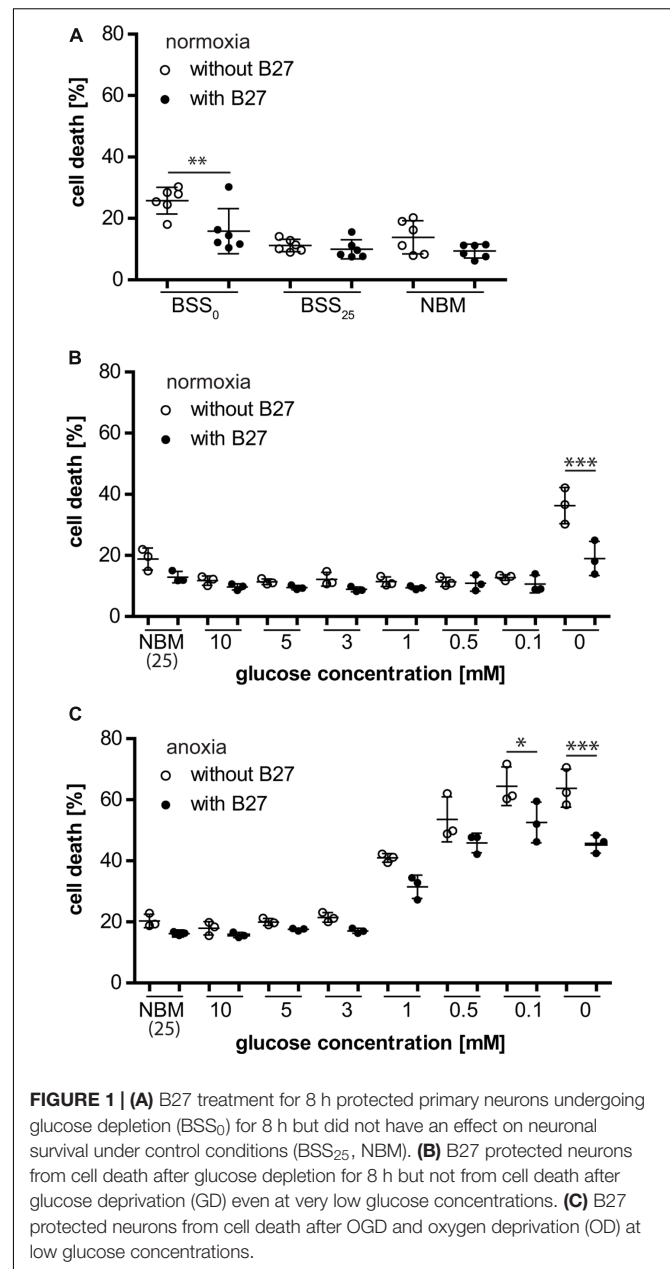 A
normoxia
without B27
with B27
cell death [%]
80
60
40
20
0
**
BSS₀ BSS₂₅ NBM
B
normoxia
without B27
with B27
cell death [%]
80
60
40
20
0
***
NBM 10 5 3 1 0.5 0.1 0
(25)
glucose concentration [mM]
C
anoxia
without B27
with B27
cell death [%]
80
60
40
20
0
* ***
NBM 10 5 3 1 0.5 0.1 0
(25)
glucose concentration [mM]
FIGURE 1 | (A) B27 treatment for 8 h protected primary neurons undergoing
glucose depletion (BSS₀) for 8 h but did not have an effect on neuronal
survival under control conditions (BSS₂₅, NBM). (B) B27 protected neurons
from cell death after glucose depletion for 8 h but not from cell death after
glucose deprivation (GD) even at very low glucose concentrations. (C) B27
protected neurons from cell death after OGD and oxygen deprivation (OD) at
low glucose concentrations.